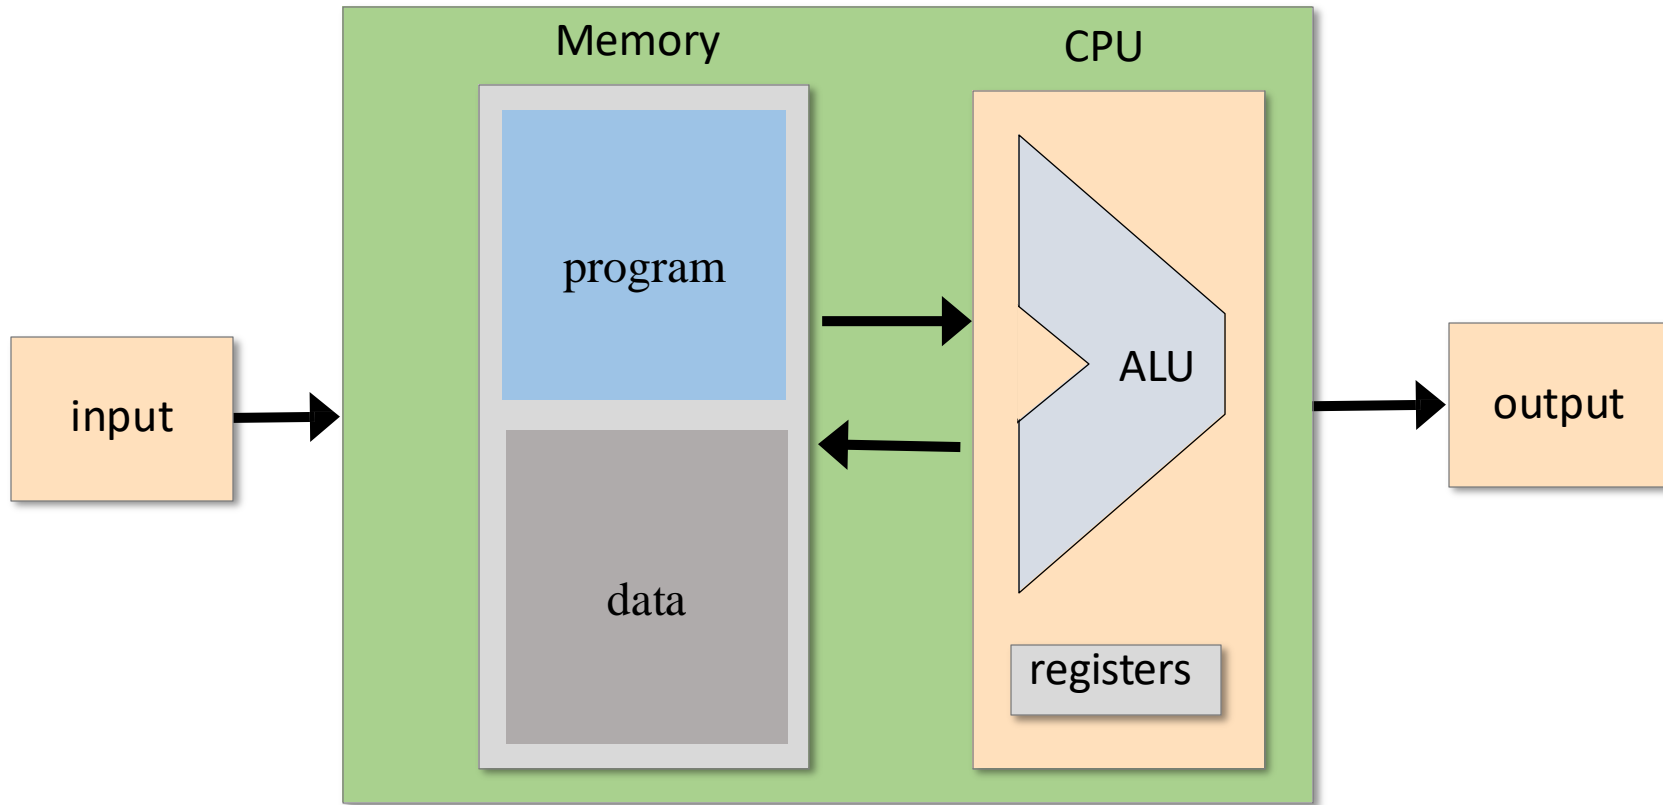 Memory
CPU
program
ALU
input
output
data
registers